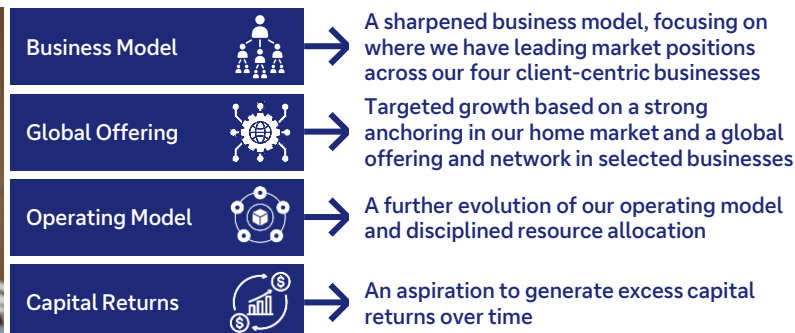 Business Model
A sharpened business model, focusing on
where we have leading market positions
across our four client-centric businesses
Global Offering
Targeted growth based on a strong
anchoring in our home market and a global
offering and network in selected businesses
Operating Model
A further evolution of our operating model
and disciplined resource allocation
Capital Returns
$
$
An aspiration to generate excess capital
returns over time